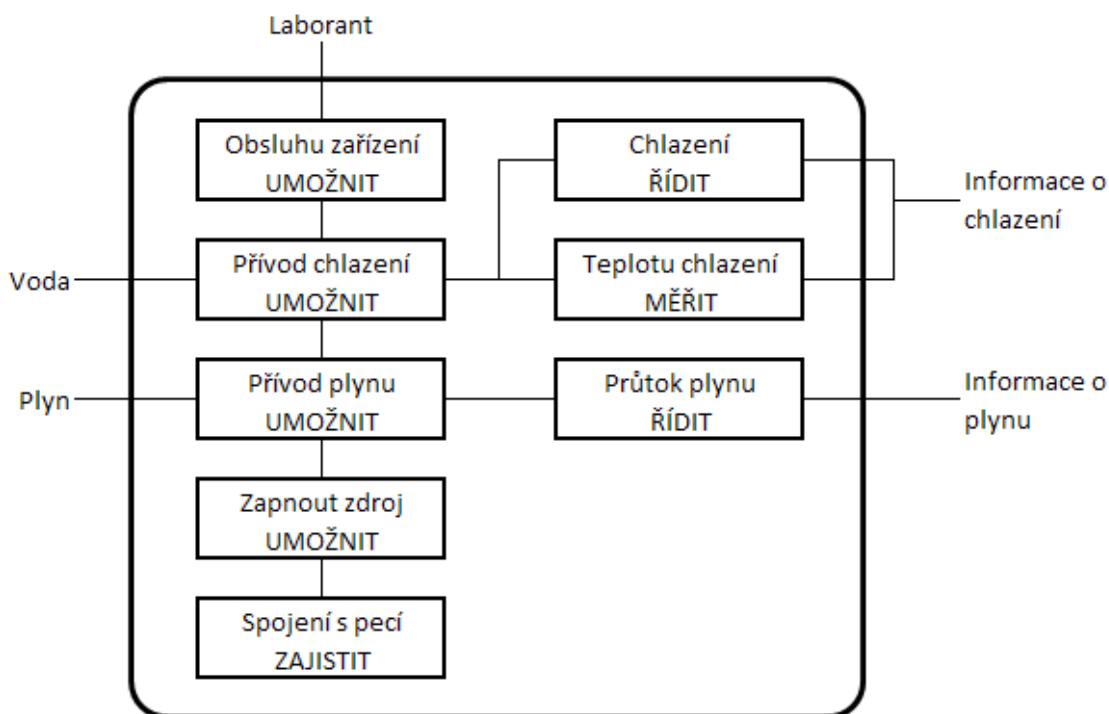 Laborant
Obsluhu zařízení
UMOŽNIT
Chlazení
ŘÍDIT
Informace o
chlazení
Voda
Přívod chlazení
UMOŽNIT
Teplotu chlazení
MĚŘIT
Plyn
Přívod plynu
UMOŽNIT
Průtok plynu
ŘÍDIT
Informace o
plynu
Zapnout zdroj
UMOŽNIT
Spojení s pecí
ZAJISTIT